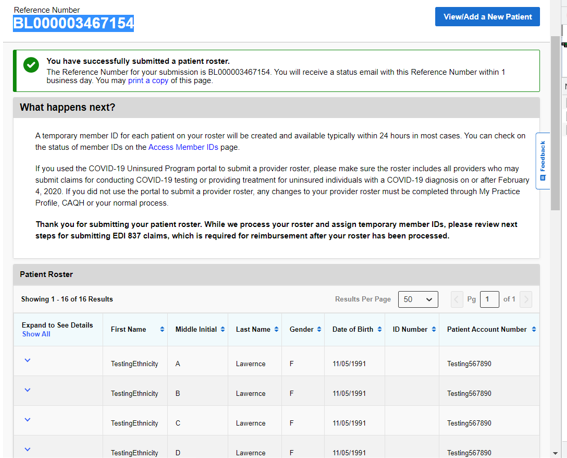 Reference Number
BL000003467154
View/Add a New Patient
You have successfully submitted a patient roster.
The Reference Number for your submission is BL000003467154. You will receive a status email with this Reference Number within 1
business day. You may print a copy of this page.
What happens next?
A temporary member ID for each patient on your roster will be created and available typically within 24 hours in most cases. You can check on
the status of member IDs on the Access Member IDs page.
If you used the COVID-19 Uninsured Program portal to submit a provider roster, please make sure the roster includes all providers who may
submit claims for conducting COVID-19 testing or providing treatment for uninsured individuals with a COVID-19 diagnosis on or after February
4, 2020. If you did not use the portal to submit a provider roster, any changes to your provider roster must be completed through My Practice
Profile, CAQH or your normal process.
Thank you for submitting your patient roster. While we process your roster and assign temporary member IDs, please review next
steps for submitting EDI 837 claims, which is required for reimbursement after your roster has been processed.
Feedback
Patient Roster
Showing 1 - 16 of 16 Results
Results Per Page 50 Pg 1 of 1
Expand to See Details
Show All
First Name Middle Initial Last Name Gender Date of Birth ID Number Patient Account Number
TestingEthnicity A Lawernce F 11/05/1991 Testing567890
TestingEthnicity B Lawernce F 11/05/1991 Testing567890
TestingEthnicity C Lawernce F 11/05/1991 Testing567890
TestingEthnicity D Lawernce F 11/05/1991 Testing567890